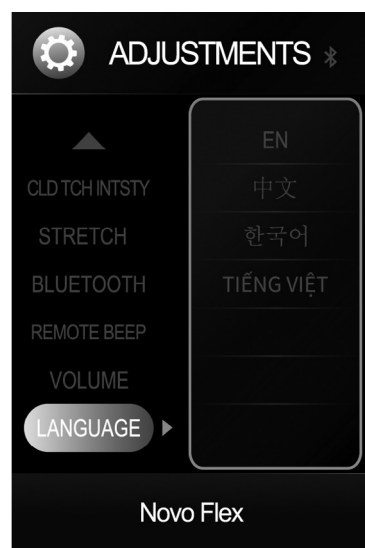 ADJUSTMENTS
CLD TCH INTSTY
STRETCH
BLUETOOTH
REMOTE BEEP
VOLUME
LANGUAGE
EN
中文
한국어
TIẾNG VIỆT
Novo Flex